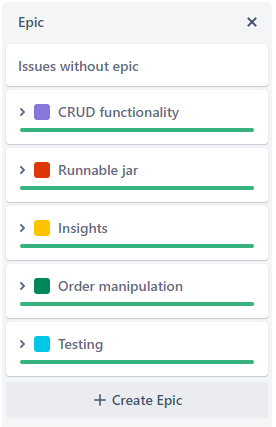 Epic
Issues without epic
CRUD functionality
Runnable jar
Insights
Order manipulation
Testing
+ Create Epic